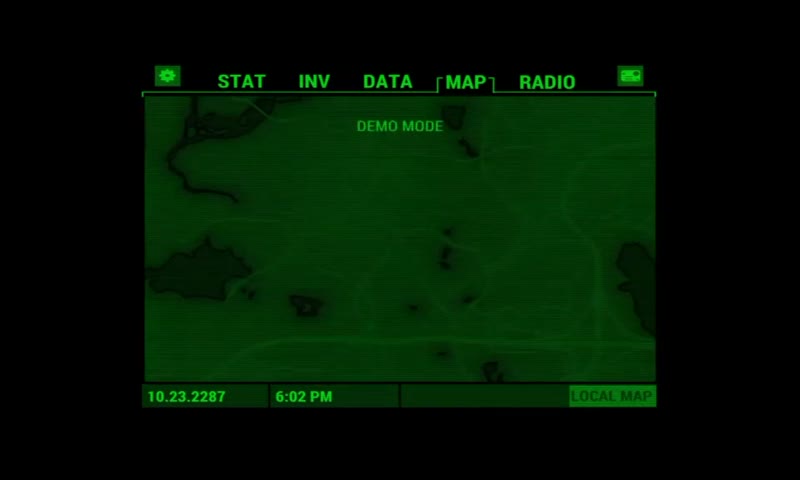 STAT INV DATA MAP RADIO
DEMO MODE
10.23.2287 6:02 PM LOCAL MAP